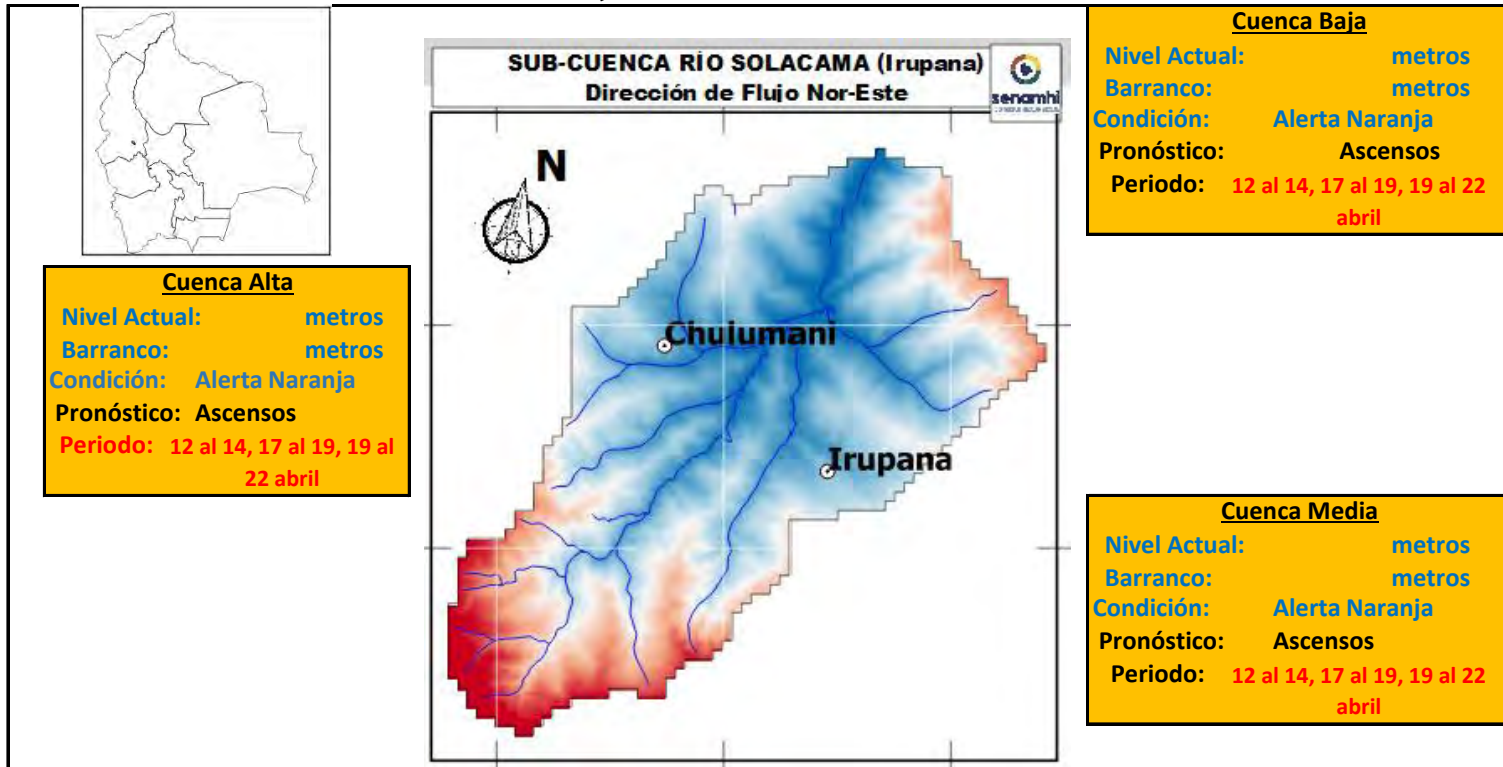 SUB-CUENCA RÍO SOLACAMA (Irupana)
Dirección de Flujo Nor-Este
senamhi
N
Chulumani
Irupana
Cuenca Alta
Nivel Actual: metros
Barranco: metros
Condición: Alerta Naranja
Pronóstico: Ascensos
Periodo: 12 al 14, 17 al 19, 19 al
22 abril
Cuenca Baja
Nivel Actual: metros
Barranco: metros
Condición: Alerta Naranja
Pronóstico: Ascensos
Periodo: 12 al 14, 17 al 19, 19 al 22
abril
Cuenca Media
Nivel Actual: metros
Barranco: metros
Condición: Alerta Naranja
Pronóstico: Ascensos
Periodo: 12 al 14, 17 al 19, 19 al 22
abril